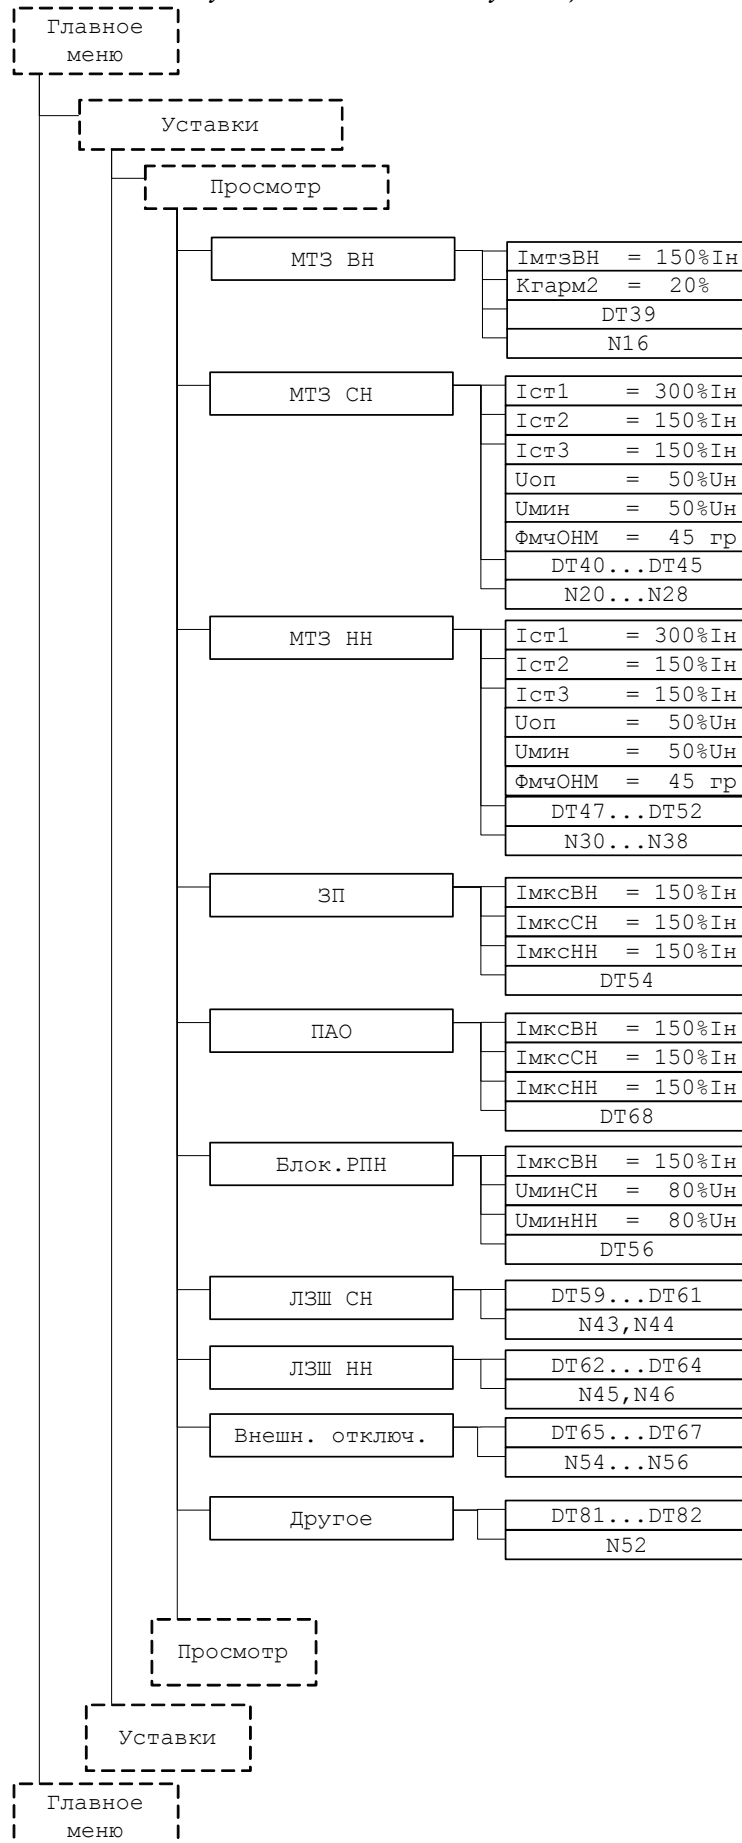 Главное
меню
Уставки
Просмотр
МТЗ ВН
IмтзВН = 150%Iн
Кгарм2 = 20%
DT39
N16
МТЗ СН
Iст1 = 300%Iн
Iст2 = 150%Iн
Iст3 = 150%Iн
Uоп = 50%Uн
Uмин = 50%Uн
ФмчОНМ = 45 гр
DT40...DT45
N20...N28
МТЗ НН
Iст1 = 300%Iн
Iст2 = 150%Iн
Iст3 = 150%Iн
Uоп = 50%Uн
Uмин = 50%Uн
ФмчОНМ = 45 гр
DT47...DT52
N30...N38
ЗП
IмксВН = 150%Iн
IмксСН = 150%Iн
IмксНН = 150%Iн
DT54
ПАО
IмксВН = 150%Iн
IмксСН = 150%Iн
IмксНН = 150%Iн
DT68
Блок.РПН
IмксВН = 150%Iн
UминСН = 80%Uн
UминНН = 80%Uн
DT56
ЛЗШ СН
DT59...DT61
N43,N44
ЛЗШ НН
DT62...DT64
N45,N46
Внешн. отключ.
DT65...DT67
N54...N56
Другое
DT81...DT82
N52
Просмотр
Уставки
Главное
меню